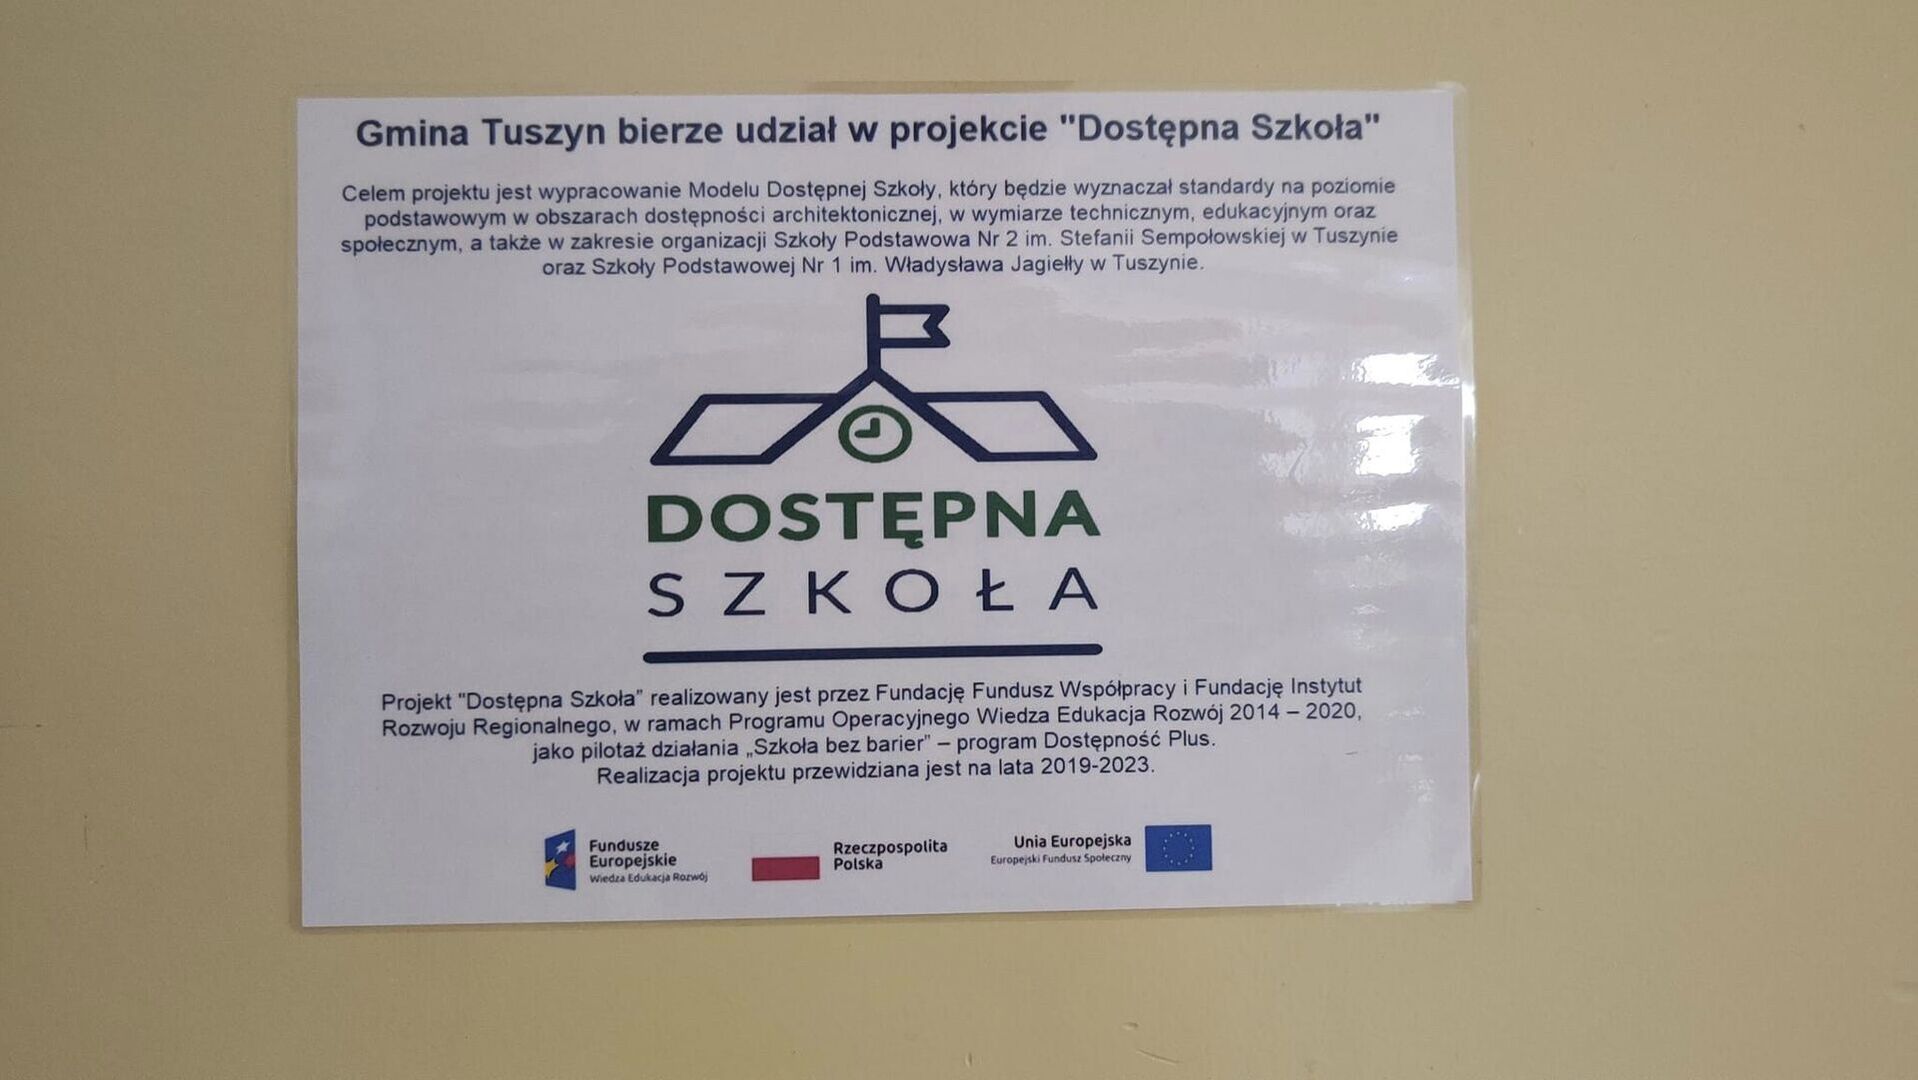 Gmina Tuszyn bierze udział w projekcie "Dostępna Szkoła"
Celem projektu jest wypracowanie Modelu Dostępnej Szkoły, który będzie wyznaczał standardy na poziomie
podstawowym w obszarach dostępności architektonicznej, w wymiarze technicznym, edukacyjnym oraz
społecznym, a także w zakresie organizacji Szkoły Podstawowa Nr 2 im. Stefanii Sempołowskiej w Tuszynie
oraz Szkoły Podstawowej Nr 1 im. Władysława Jagiełły w Tuszynie.
DOSTĘPNA
SZKOŁA
Projekt "Dostępna Szkoła” realizowany jest przez Fundację Fundusz Współpracy i Fundację Instytut
Rozwoju Regionalnego, w ramach Programu Operacyjnego Wiedza Edukacja Rozwój 2014 – 2020,
jako pilotaż działania „Szkoła bez barier” – program Dostępność Plus.
Realizacja projektu przewidziana jest na lata 2019-2023.
Fundusze
Europejskie
Wiedza Edukacja Rozwój
Rzeczpospolita
Polska
Unia Europejska
Europejski Fundusz Społeczny